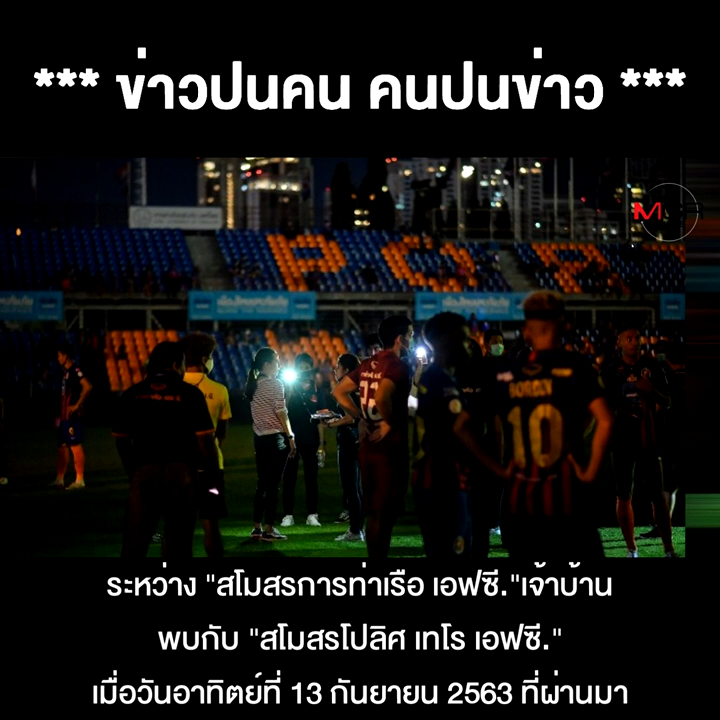 *** ข่าวปนคน คนปนข่าว ***
M
POR
22
BORDIN
10
ระหว่าง "สโมสรการท่าเรือ เอฟซี."เจ้าบ้าน
พบกับ "สโมสรโปลิศ เทโร เอฟซี."
เมื่อวันอาทิตย์ที่ 13 กันยายน 2563 ที่ผ่านมา